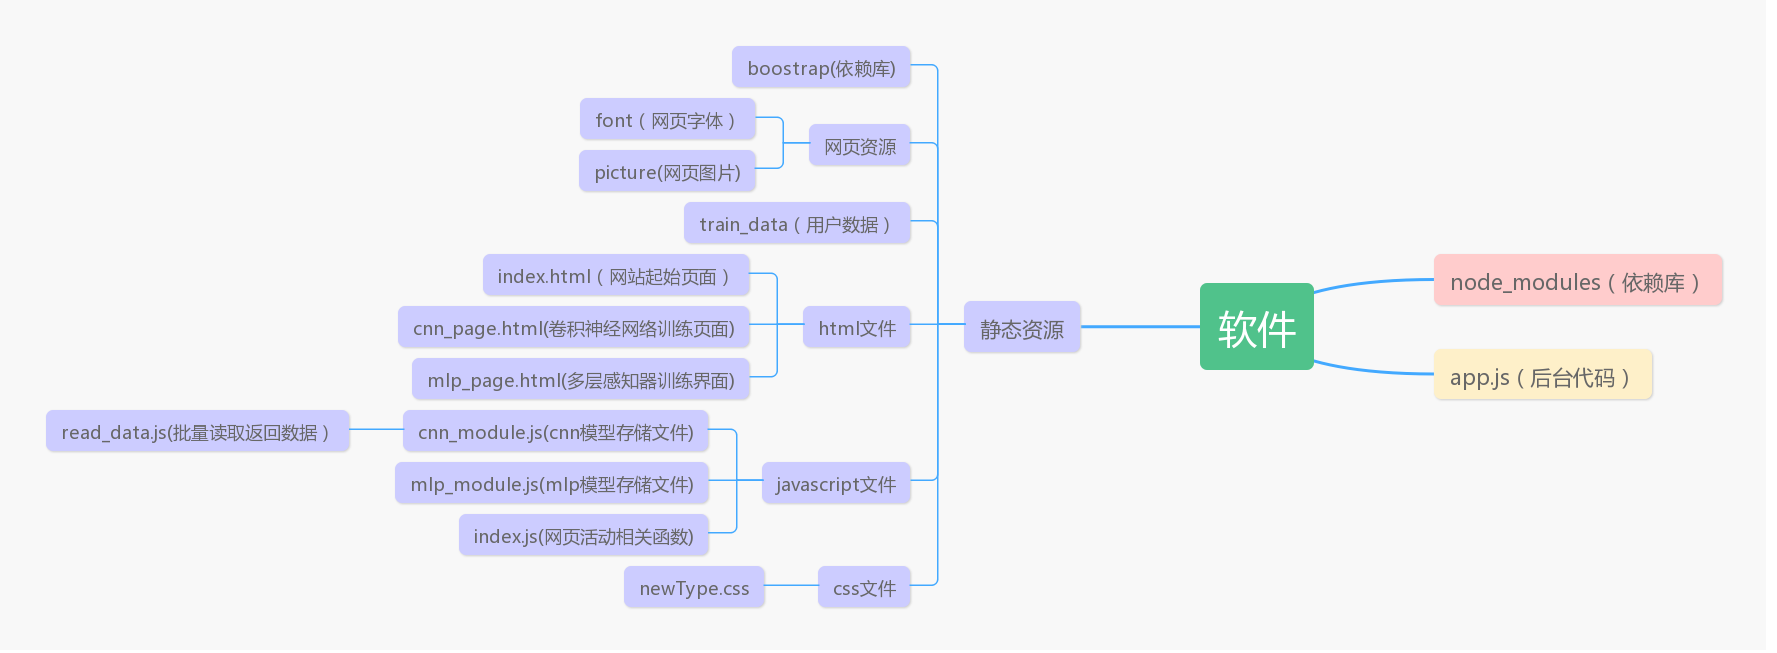 boostrap(依赖库)
font（网页字体）
网页资源
picture(网页图片)
train_data（用户数据）
index.html（网站起始页面）
cnn_page.html(卷积神经网络训练页面)
html文件
mlp_page.html(多层感知器训练界面)
静态资源
软件
node_modules（依赖库）
app.js（后台代码）
read_data.js(批量读取返回数据）
cnn_module.js(cnn模型存储文件)
mlp_module.js(mlp模型存储文件)
javascript文件
index.js(网页活动相关函数)
newType.css
css文件